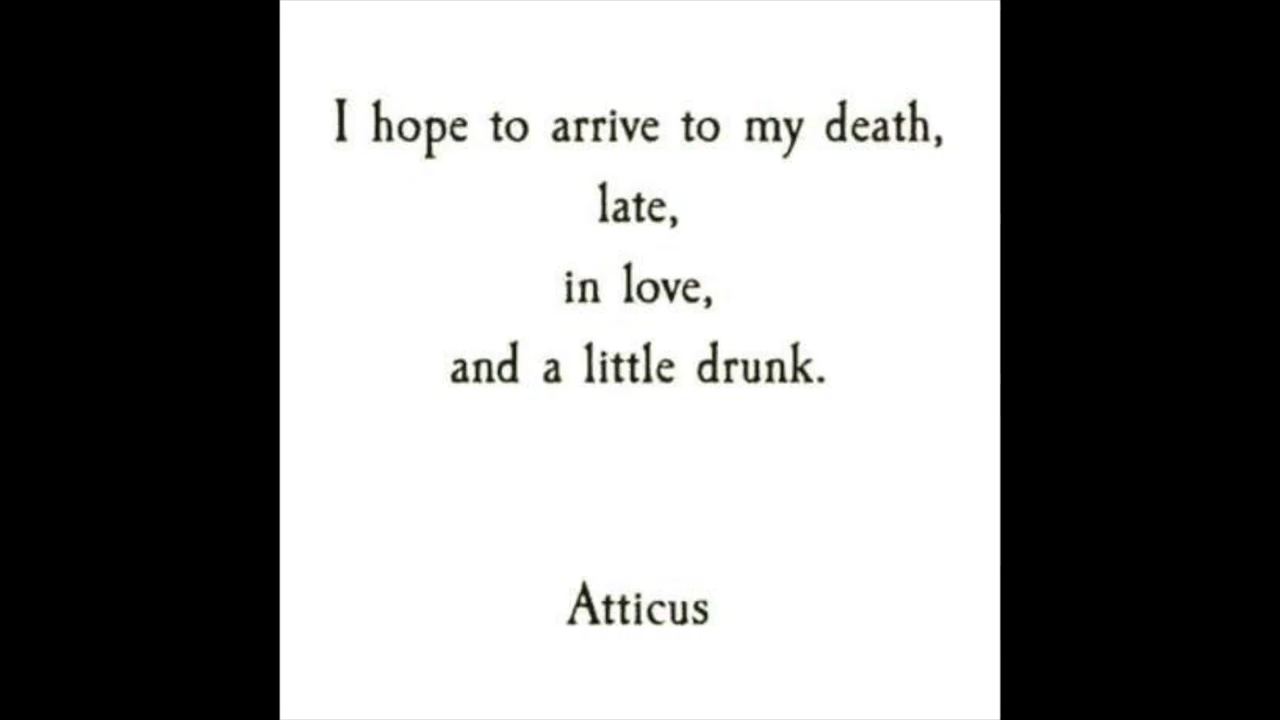 I hope to arrive to my death,
late,
in love,
and a little drunk.
Atticus